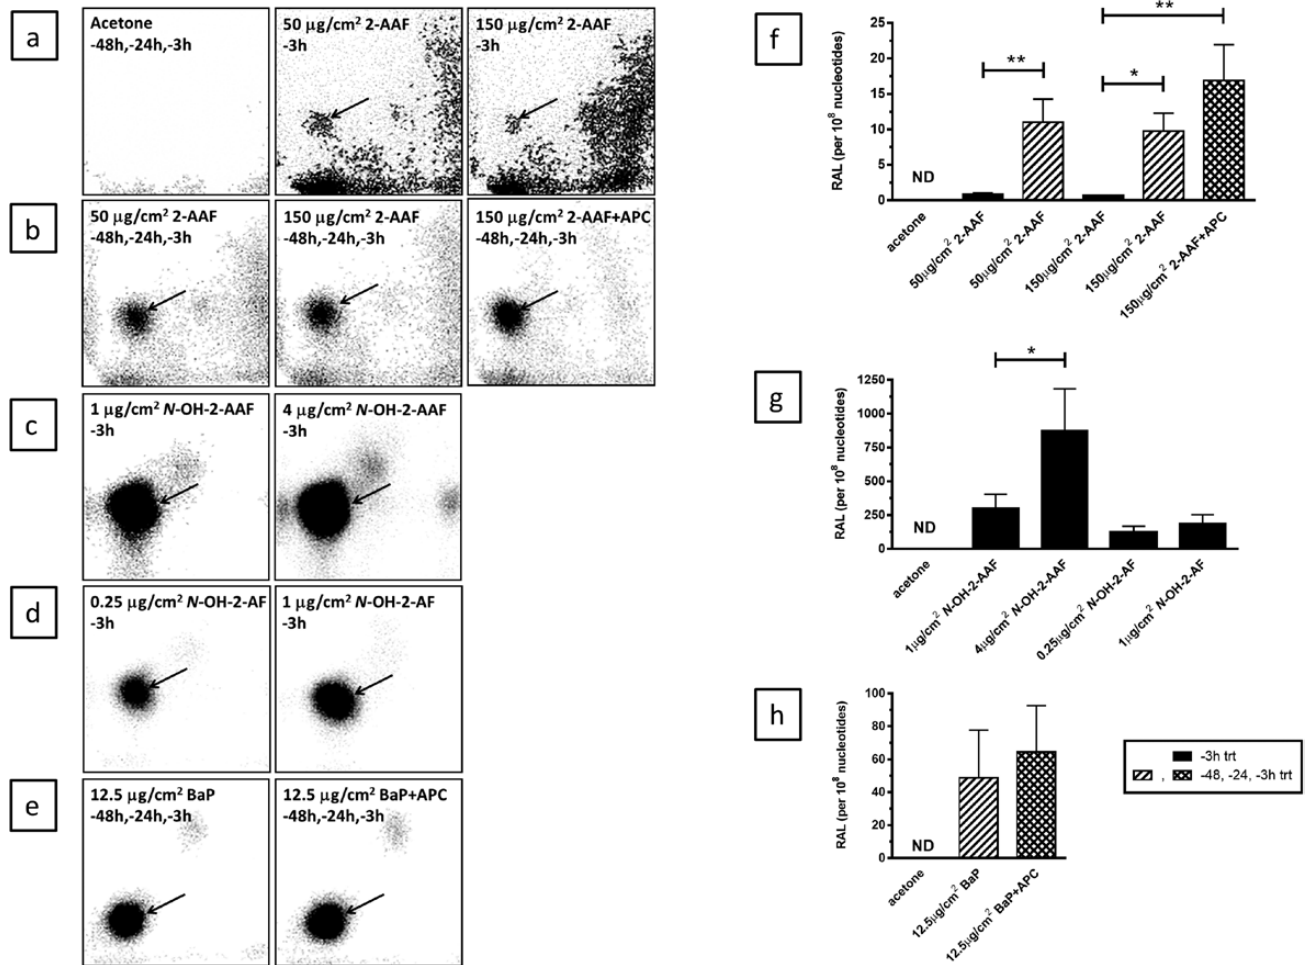 a
Acetone
-48h,-24h,-3h
50 µg/cm² 2-AAF
-3h
150 µg/cm² 2-AAF
-3h
b
50 µg/cm² 2-AAF
-48h,-24h,-3h
150 µg/cm² 2-AAF
-48h,-24h,-3h
150 µg/cm² 2-AAF+APC
-48h,-24h,-3h
c
1 µg/cm² N-OH-2-AAF
-3h
4 µg/cm² N-OH-2-AAF
-3h
d
0.25 µg/cm² N-OH-2-AF
-3h
1 µg/cm² N-OH-2-AF
-3h
e
12.5 µg/cm² BaP
-48h,-24h,-3h
12.5 µg/cm² BaP+APC
-48h,-24h,-3h
f
RAL (per 10⁸ nucleotides)
25
20
15
10
5
0
ND
**
*
**
acetone
50µg/cm² 2-AAF
50µg/cm² 2-AAF
150µg/cm² 2-AAF
150µg/cm² 2-AAF
150µg/cm² 2-AAF+APC
g
RAL (per 10⁸ nucleotides)
1250
1000
750
500
250
0
ND
*
acetone
1µg/cm² N-OH-2-AAF
4µg/cm² N-OH-2-AAF
0.25µg/cm² N-OH-2-AF
1µg/cm² N-OH-2-AF
h
RAL (per 10⁸ nucleotides)
100
80
60
40
20
0
ND
acetone
12.5µg/cm² BaP
12.5µg/cm² BaP+APC
-3h trt
, -48, -24, -3h trt